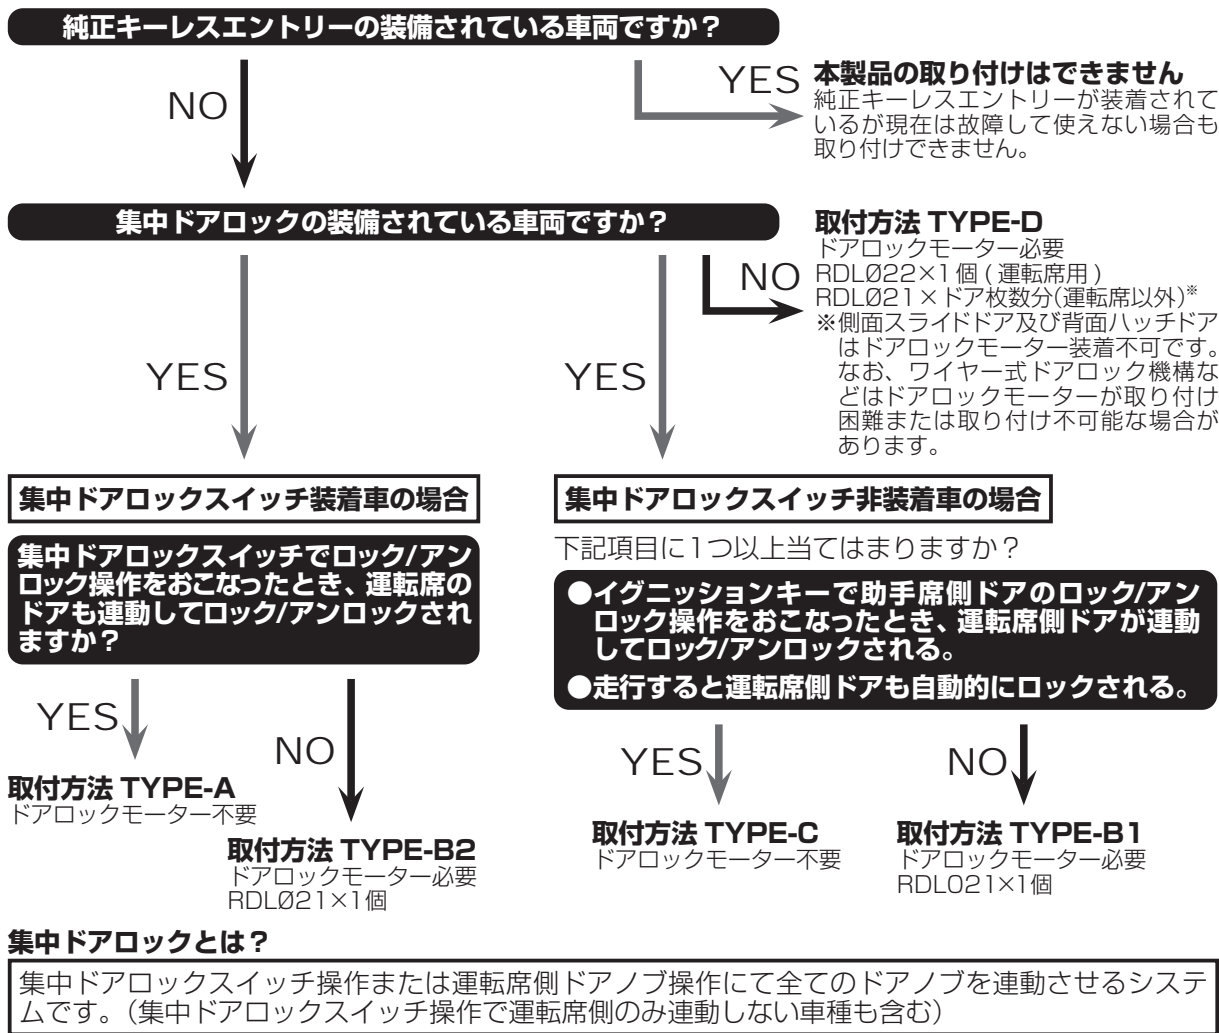 純正キーレスエントリーの装備されている車両ですか？
NO
YES
本製品の取り付けはできません
純正キーレスエントリーが装着されて
いるが現在は故障して使えない場合も
取り付けできません。
集中ドアロックの装備されている車両ですか？
YES
YES
NO
取付方法 TYPE-D
ドアロックモーター必要
RDLØ22×1個(運転席用)
RDLØ21×ドア枚数分(運転席以外)※
※側面スライドドア及び背面ハッチドア
はドアロックモーター装着不可です。
なお、ワイヤー式ドアロック機構な
どはドアロックモーターが取り付け
困難または取り付け不可能な場合が
あります。
集中ドアロックスイッチ装着車の場合
集中ドアロックスイッチでロック/アン
ロック操作をおこなったとき、運転席の
ドアも連動してロック/アンロックされ
ますか？
YES
NO
取付方法 TYPE-A
ドアロックモーター不要
取付方法 TYPE-B2
ドアロックモーター必要
RDLØ21×1個
集中ドアロックスイッチ非装着車の場合
下記項目に1つ以上当てはまりますか？
●イグニッションキーで助手席側ドアのロック/アン
ロック操作をおこなったとき、運転席側ドアが連動
してロック/アンロックされる。
●走行すると運転席側ドアも自動的にロックされる。
YES
NO
取付方法 TYPE-C
ドアロックモーター不要
取付方法 TYPE-B1
ドアロックモーター必要
RDLO21×1個
集中ドアロックとは？
集中ドアロックスイッチ操作または運転席側ドアノブ操作にて全てのドアノブを連動させるシステ
ムです。（集中ドアロックスイッチ操作で運転席側のみ連動しない車種も含む）